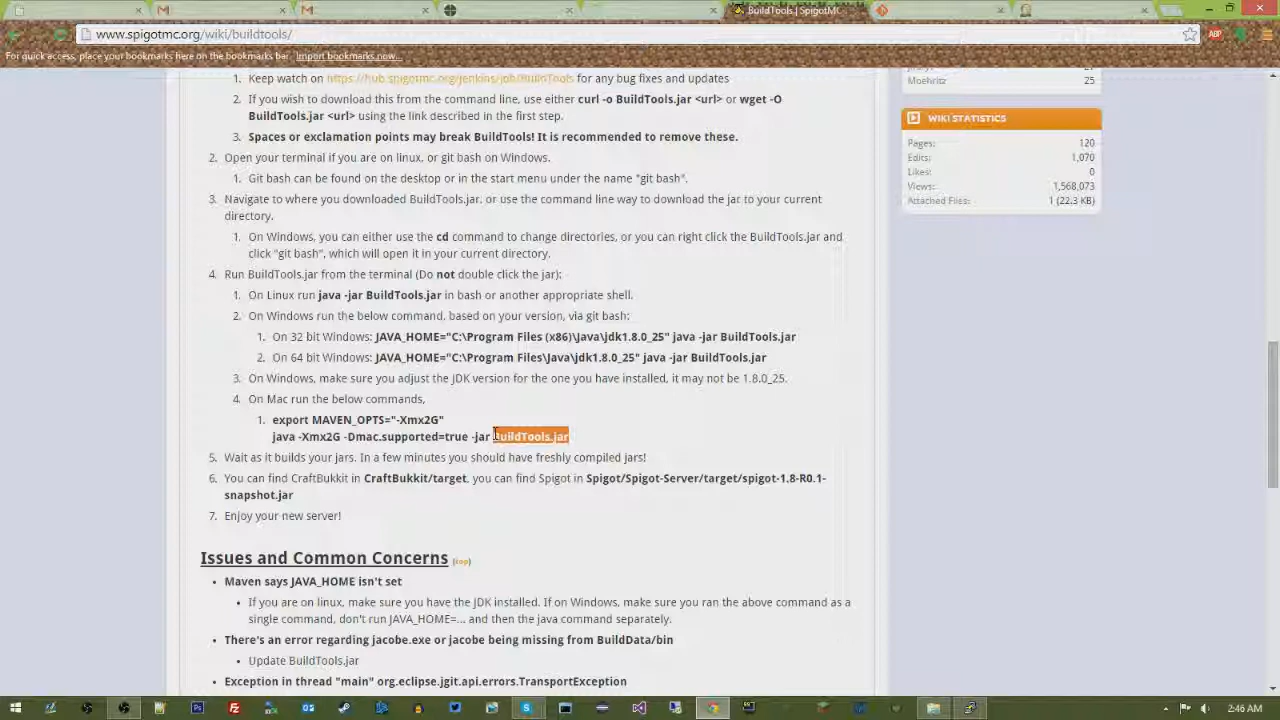 BuildTools | SpigotMC
www.spigotmc.org/wiki/buildtools/
ABP
For quick access, place your bookmarks here on the bookmarks bar. Import bookmarks now...
1. Keep watch on https://hub.spigotmc.org/jenkins/job/BuildTools for any bug fixes and updates
2. If you wish to download this from the command line, use either curl -o BuildTools.jar <url> or wget -O
BuildTools.jar <url> using the link described in the first step.
3. Spaces or exclamation points may break BuildTools! It is recommended to remove these.
2. Open your terminal if you are on linux, or git bash on Windows.
1. Git bash can be found on the desktop or in the start menu under the name "git bash".
3. Navigate to where you downloaded BuildTools.jar, or use the command line way to download the jar to your current
directory.
1. On Windows, you can either use the cd command to change directories, or you can right click the BuildTools.jar and
click "git bash", which will open it in your current directory.
4. Run BuildTools.jar from the terminal (Do not double click the jar):
1. On Linux run java -jar BuildTools.jar in bash or another appropriate shell.
2. On Windows run the below command, based on your version, via git bash:
1. On 32 bit Windows: JAVA_HOME="C:\Program Files (x86)\Java\jdk1.8.0_25" java -jar BuildTools.jar
2. On 64 bit Windows: JAVA_HOME="C:\Program Files\Java\jdk1.8.0_25" java -jar BuildTools.jar
3. On Windows, make sure you adjust the JDK version for the one you have installed, it may not be 1.8.0_25.
4. On Mac run the below commands,
1. export MAVEN_OPTS="-Xmx2G"
java -Xmx2G -Dmac.supported=true -jar BuildTools.jar
5. Wait as it builds your jars. In a few minutes you should have freshly compiled jars!
6. You can find CraftBukkit in CraftBukkit/target, you can find Spigot in Spigot/Spigot-Server/target/spigot-1.8-R0.1-
snapshot.jar
7. Enjoy your new server!
Issues and Common Concerns [top]
• Maven says JAVA_HOME isn't set
• If you are on linux, make sure you have the JDK installed. If on Windows, make sure you ran the above command as a
single command, don't run JAVA_HOME=... and then the java command separately.
• There's an error regarding jacobe.exe or jacobe being missing from BuildData/bin
• Update BuildTools.jar
• Exception in thread "main" org.eclipse.jgit.api.errors.TransportException
Moehritz 25
WIKI STATISTICS
Pages: 120
Edits: 1,070
Likes: 0
Views: 1,568,073
Attached Files: 1 (22.3 KB)
2:46 AM